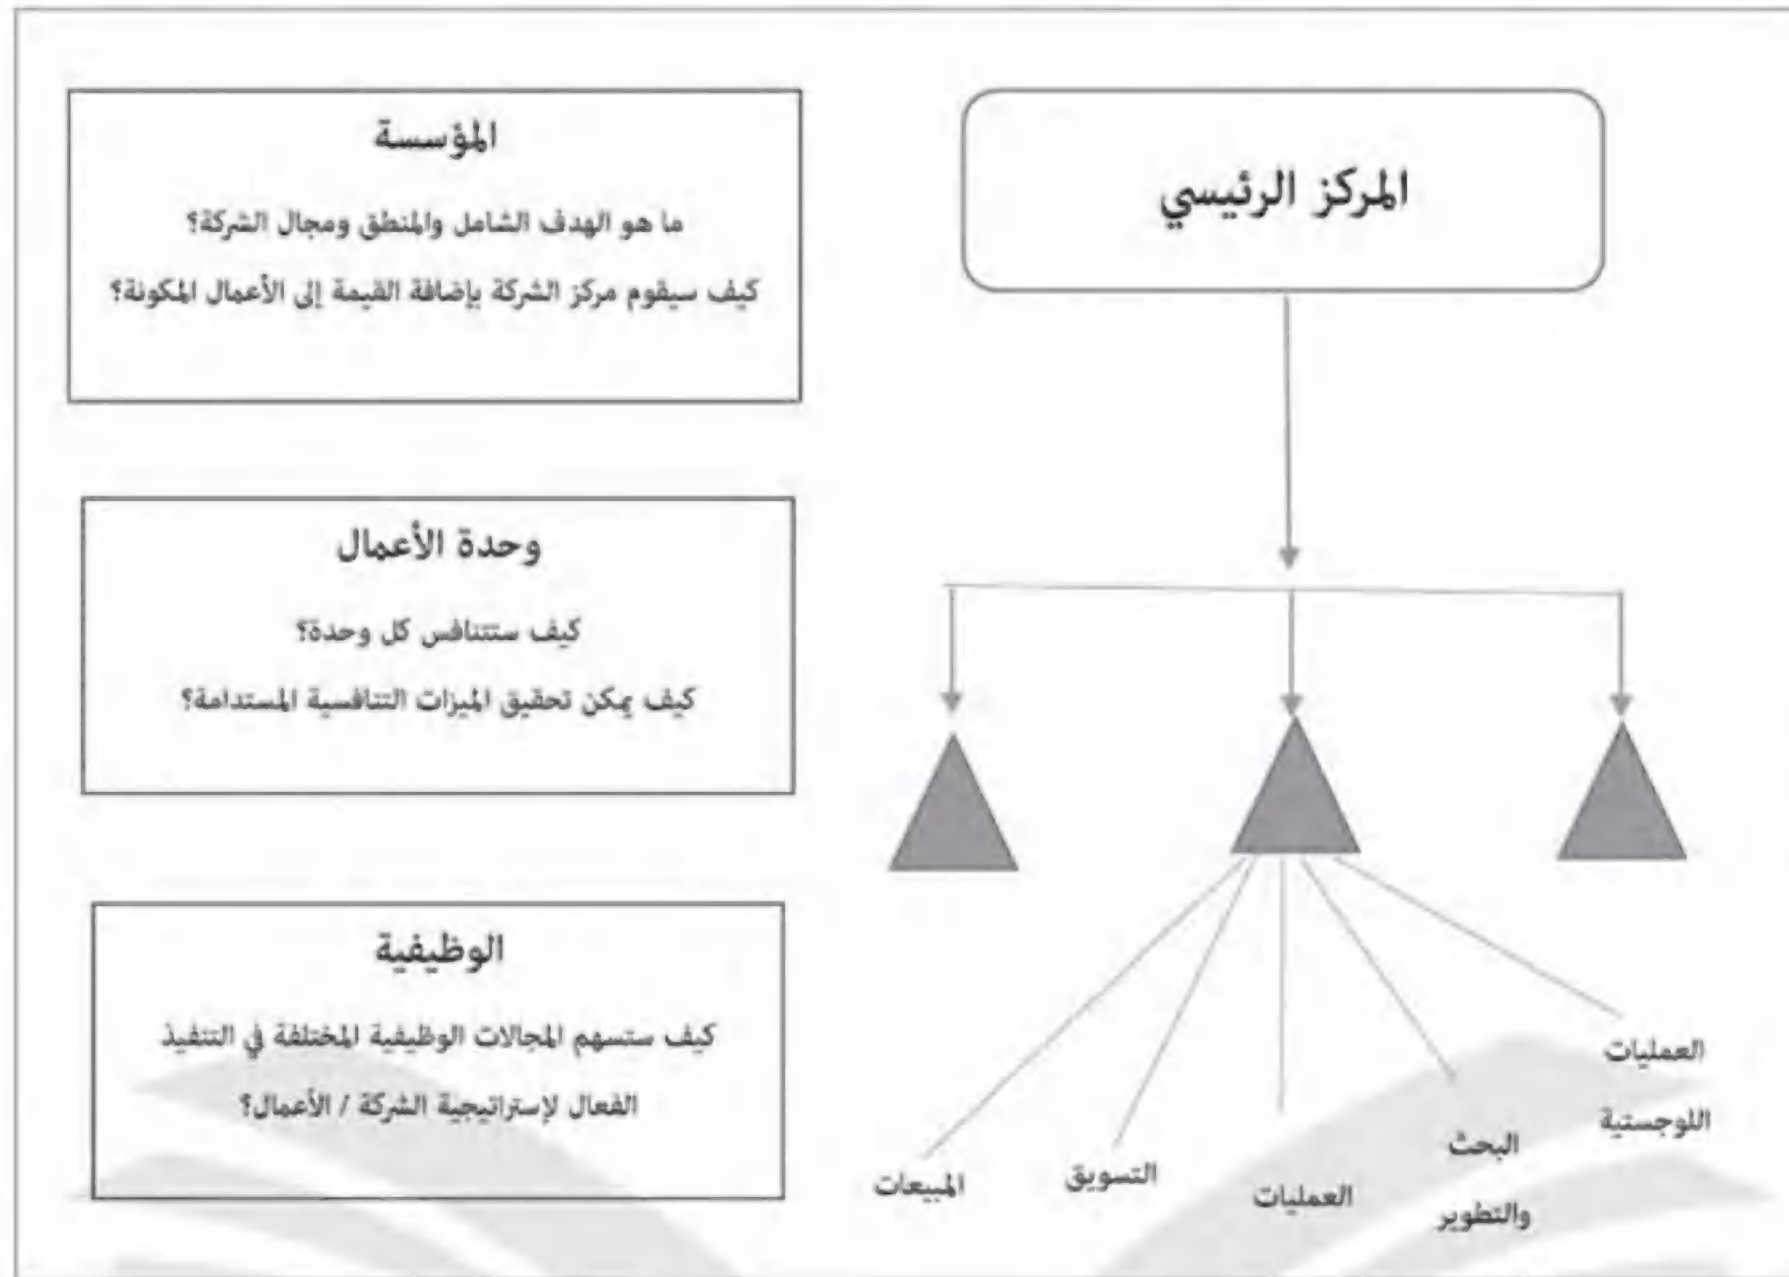 المركز الرئيسي
المؤسسة
ما هو الهدف الشامل والمنطق ومجال الشركة؟
كيف سيقوم مركز الشركة بإضافة القيمة إلى الأعمال المكونة؟
وحدة الأعمال
كيف ستتنافس كل وحدة؟
كيف يمكن تحقيق الميزات التنافسية المستدامة؟
الوظيفية
كيف ستسهم المجالات الوظيفية المختلفة في التنفيذ
الفعال لإستراتيجية الشركة / الأعمال؟
العمليات
اللوجستية
البحث
والتطوير
العمليات
التسويق
المبيعات